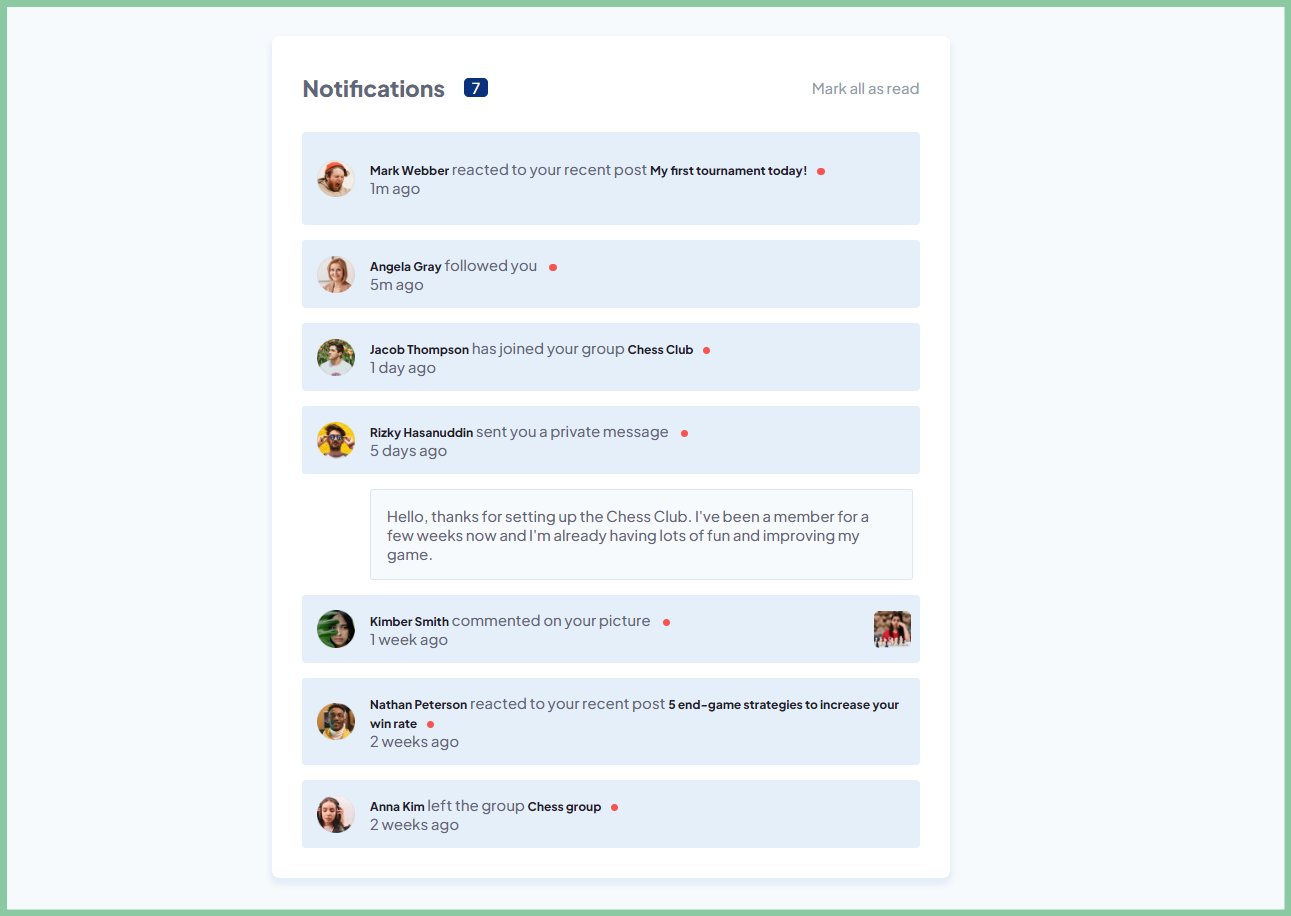 Notifications 7 Mark all as read
Mark Webber reacted to your recent post My first tournament today!
1m ago
Angela Gray followed you
5m ago
Jacob Thompson has joined your group Chess Club
1 day ago
Rizky Hasanuddin sent you a private message
5 days ago
Hello, thanks for setting up the Chess Club. I've been a member for a
few weeks now and I'm already having lots of fun and improving my
game.
Kimber Smith commented on your picture
1 week ago
Nathan Peterson reacted to your recent post 5 end-game strategies to increase your
win rate
2 weeks ago
Anna Kim left the group Chess group
2 weeks ago